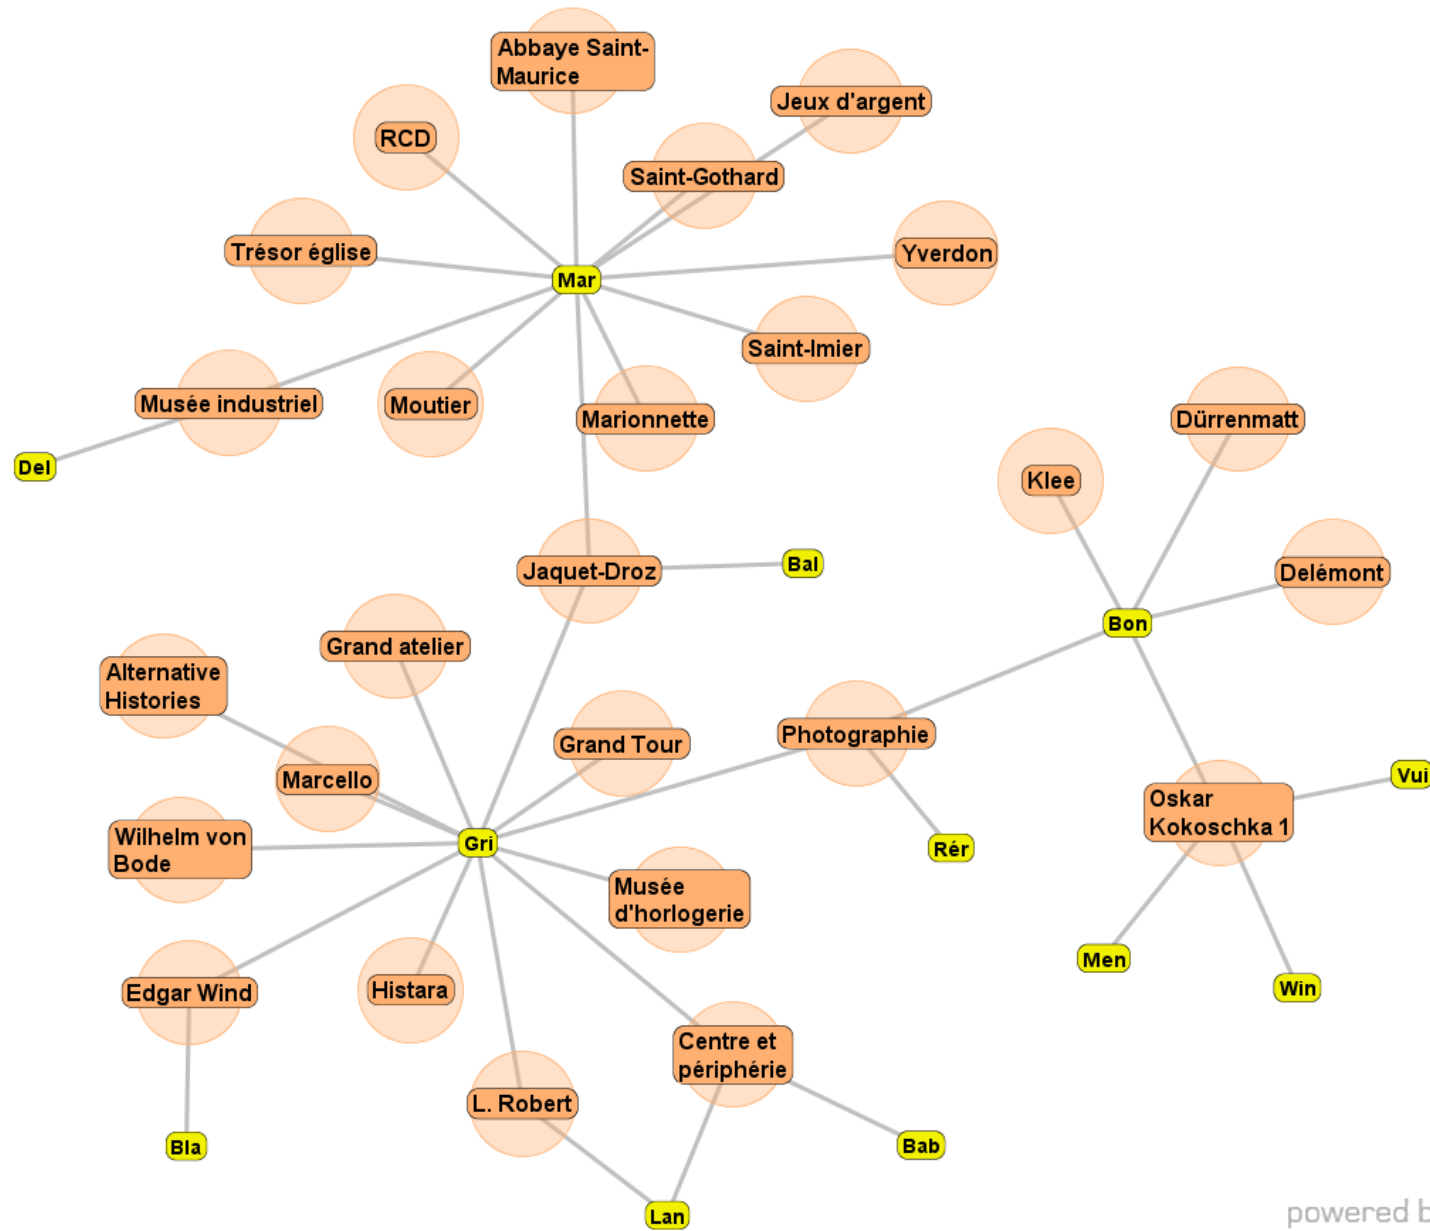 Abbaye Saint-
Maurice
Jeux d'argent
RCD
Saint-Gothard
Trésor église
Yverdon
Mar
Saint-Imier
Musée industriel
Moutier
Marionnette
Dürrenmatt
Del
Klee
Jaquet-Droz
Bal
Delémont
Bon
Grand atelier
Alternative
Histories
Grand Tour
Photographie
Marcello
Vui
Oskar
Kokoschka 1
Wilhelm von
Bode
Gri
Rér
Musée
d'horlogerie
Men
Win
Edgar Wind
Histara
Centre et
périphérie
L. Robert
Bla
Bab
Lan
powered b